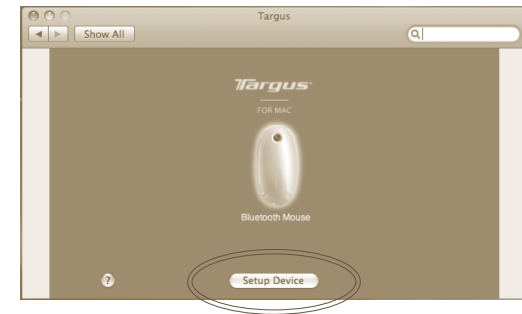 Targus
Show All
Targus
FOR MAC
Bluetooth Mouse
?
Setup Device